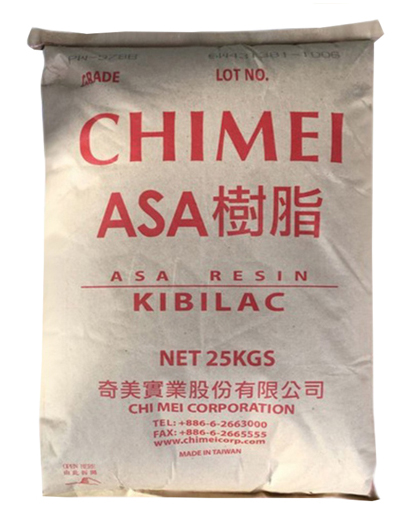 GRADE LOT NO.
CHIMEI
ASA樹脂
ASA RESIN
KIBILAC
NET 25KGS
奇美實業股份有限公司
CHI MEI CORPORATION
TEL: +886-6-2663000
FAX: +886-6-2665555
www.chimeicorp.com
MADE IN TAIWAN